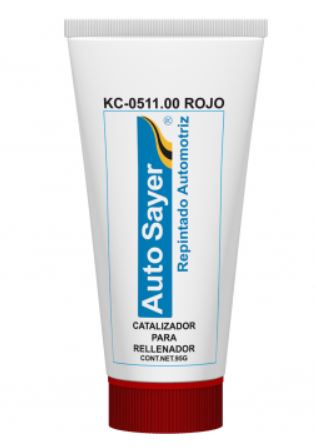 KC-0511.00 ROJO
Auto Sayer®
Repintado Automotriz
CATALIZADOR
PARA
RELLENADOR
CONT.NET.95G